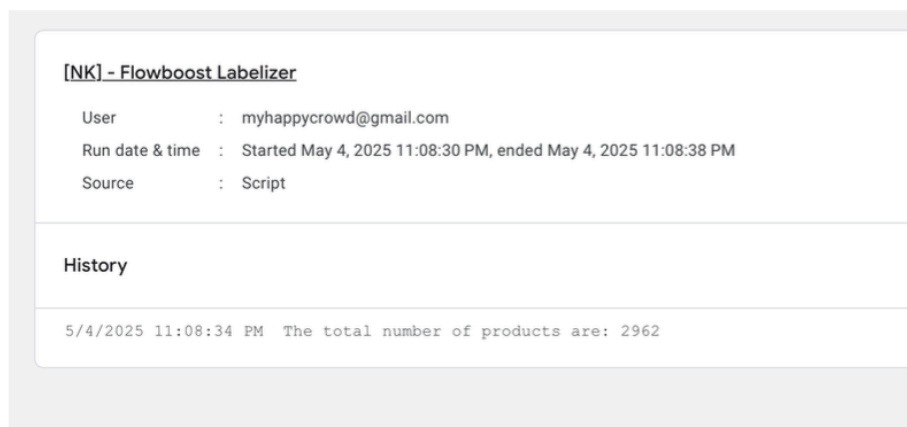 [NK] - Flowboost Labelizer
User : myhappycrowd@gmail.com
Run date & time : Started May 4, 2025 11:08:30 PM, ended May 4, 2025 11:08:38 PM
Source : Script
History
5/4/2025 11:08:34 PM The total number of products are: 2962